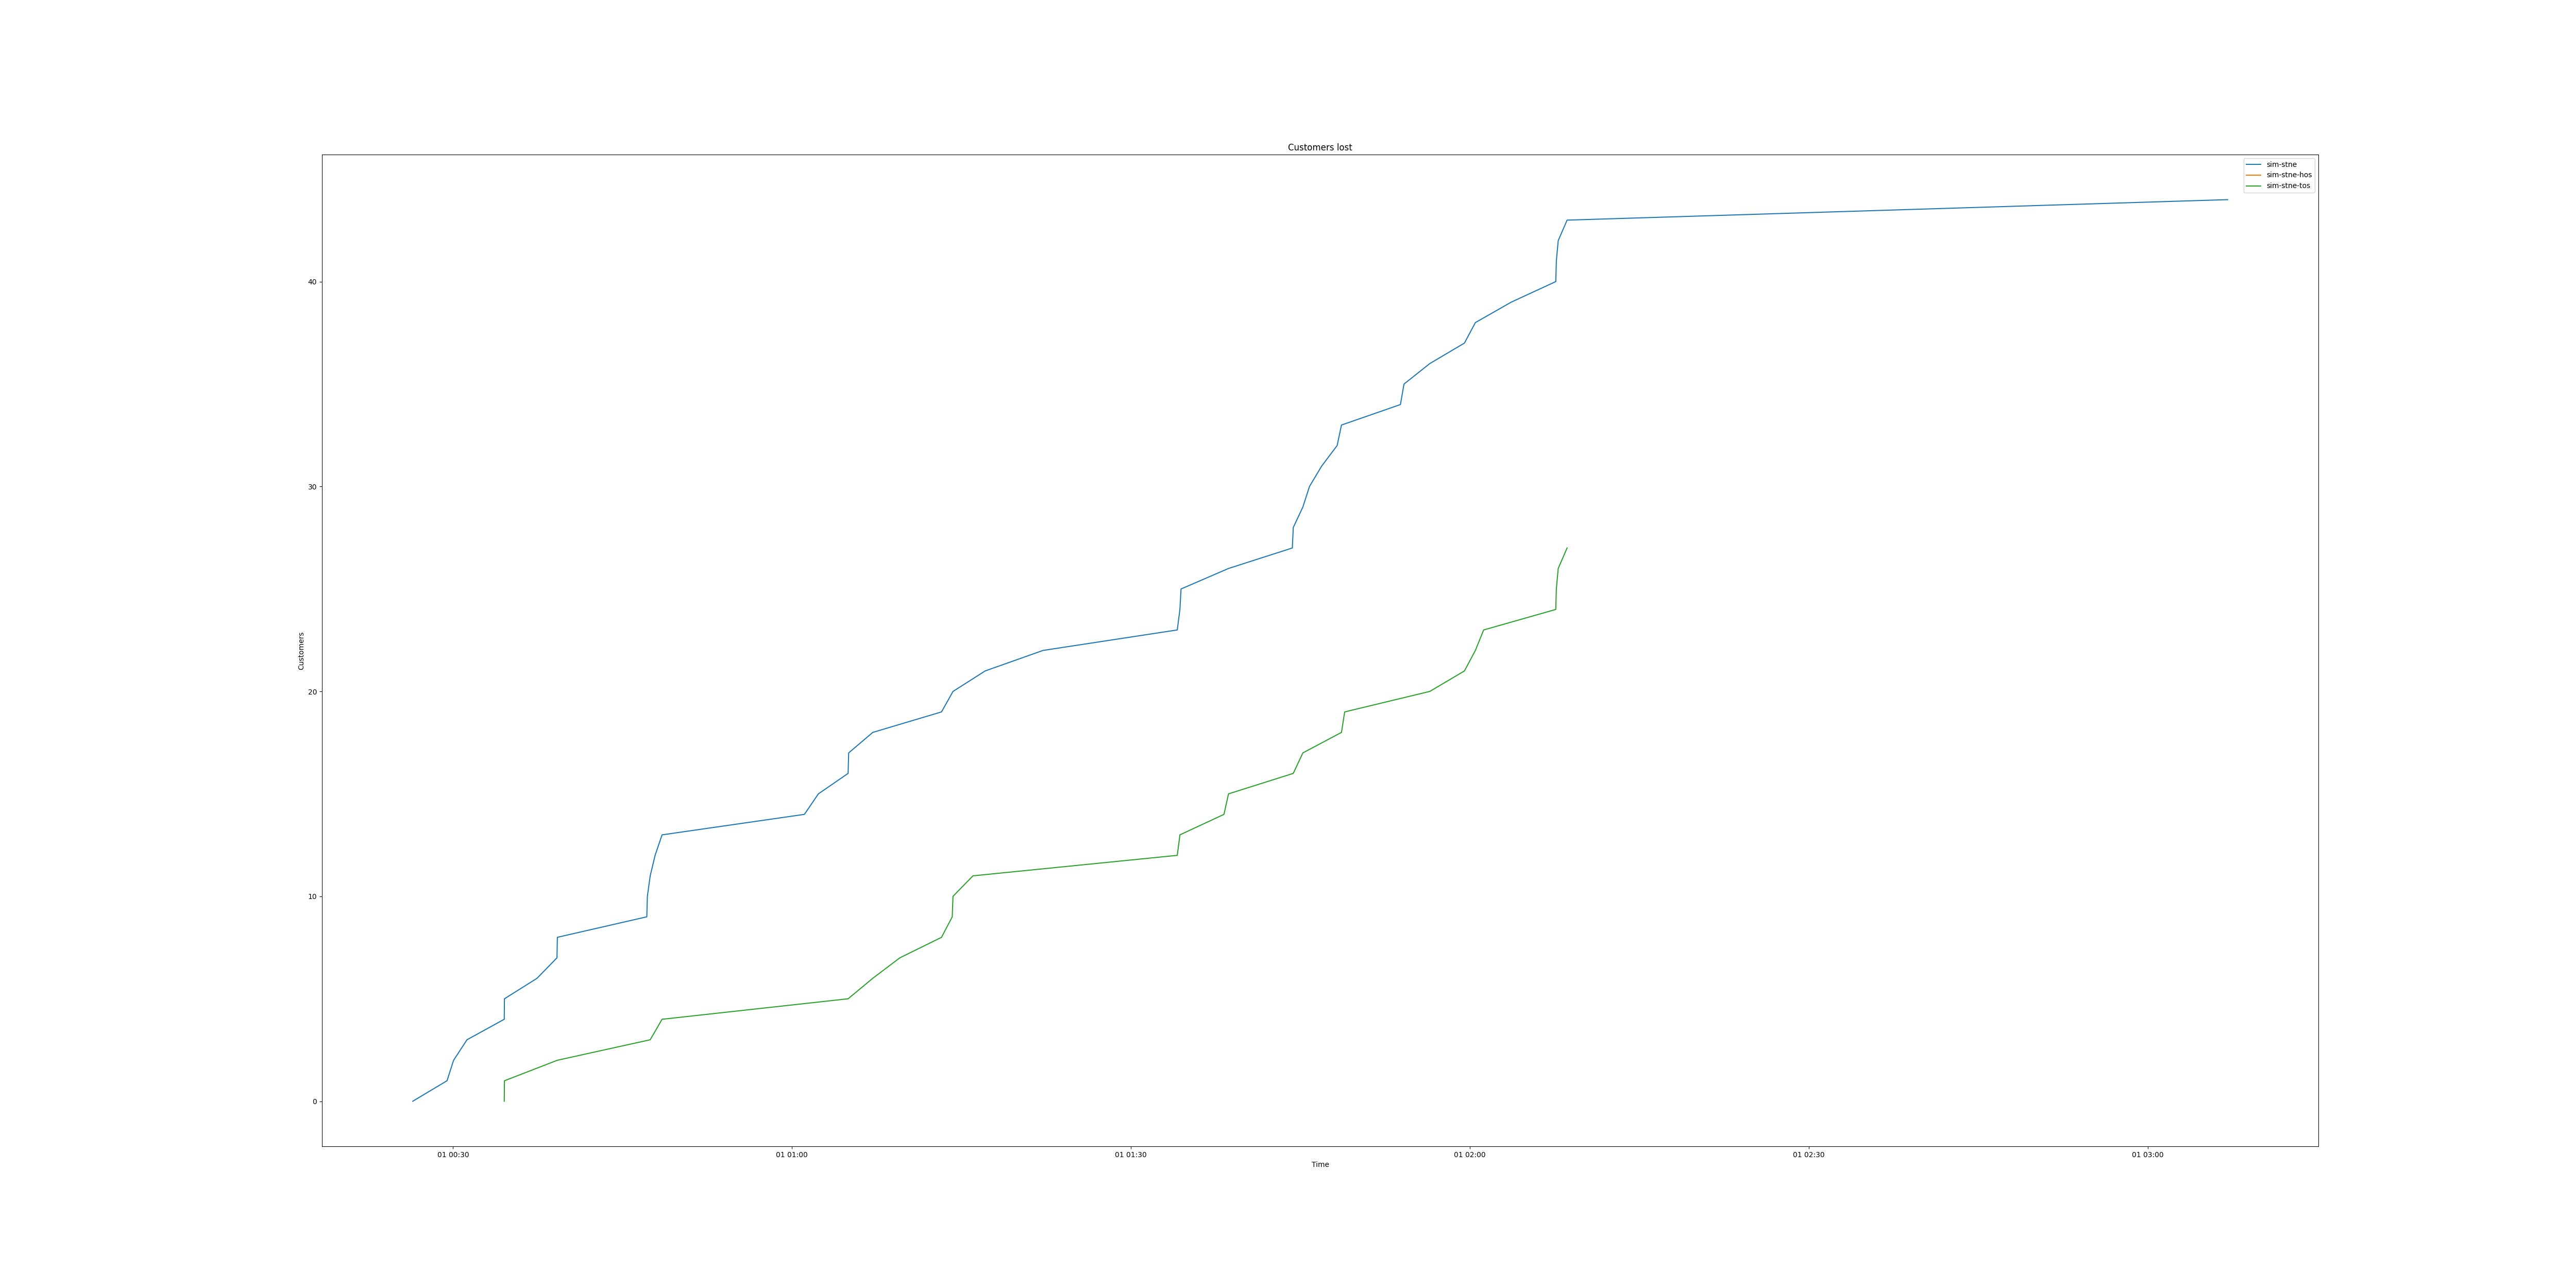 Customers lost
sim-stne
sim-stne-hos
sim-stne-tos
40
30
20
10
0
Customers
01 00:30
01 01:00
01 01:30
01 02:00
01 02:30
01 03:00
Time